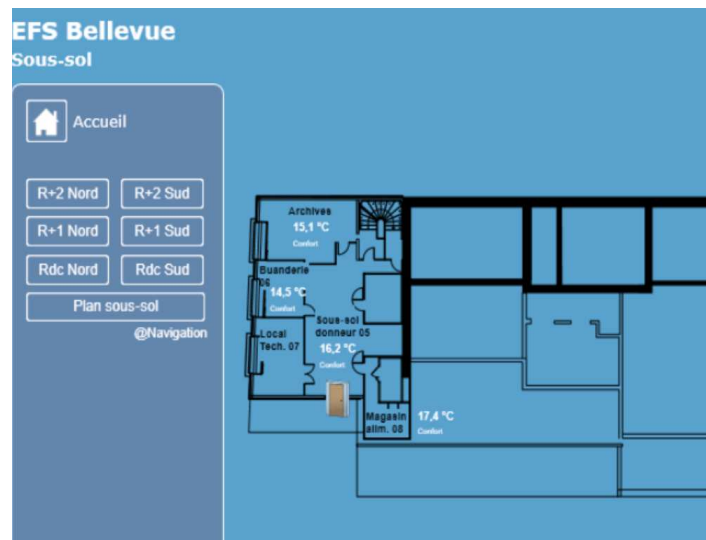 EFS Bellevue
Sous-sol
Accueil
R+2 Nord
R+2 Sud
R+1 Nord
R+1 Sud
Rdc Nord
Rdc Sud
Plan sous-sol
@Navigation
Archives
15,1 °C
Confort
Buanderie
06
14,5 °C
Confort
Sous-sol
donneur 05
16,2 °C
Confort
Local
Tech. 07
Magasin
alim. 08
17,4 °C
Confort